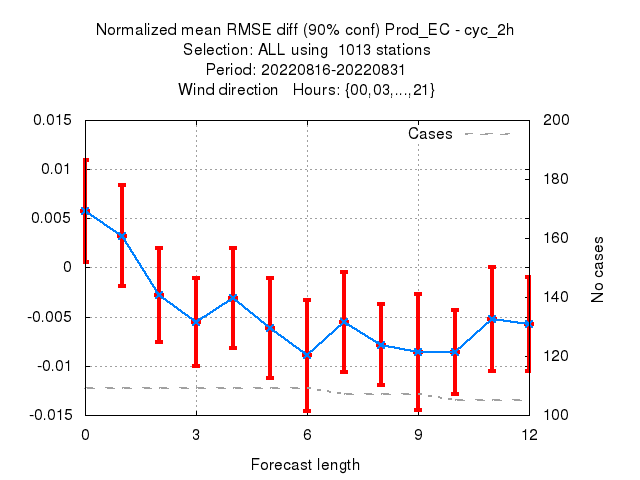 Normalized mean RMSE diff (90% conf) Prod_EC - cyc_2h
Selection: ALL using  1013 stations
Period: 20220816-20220831
Wind direction   Hours: {00,03,...,21}
0.015
0.01
0.005
0
-0.005
-0.01
-0.015
Cases
200
180
160
140
120
100
No cases
0 3 6 9 12
Forecast length